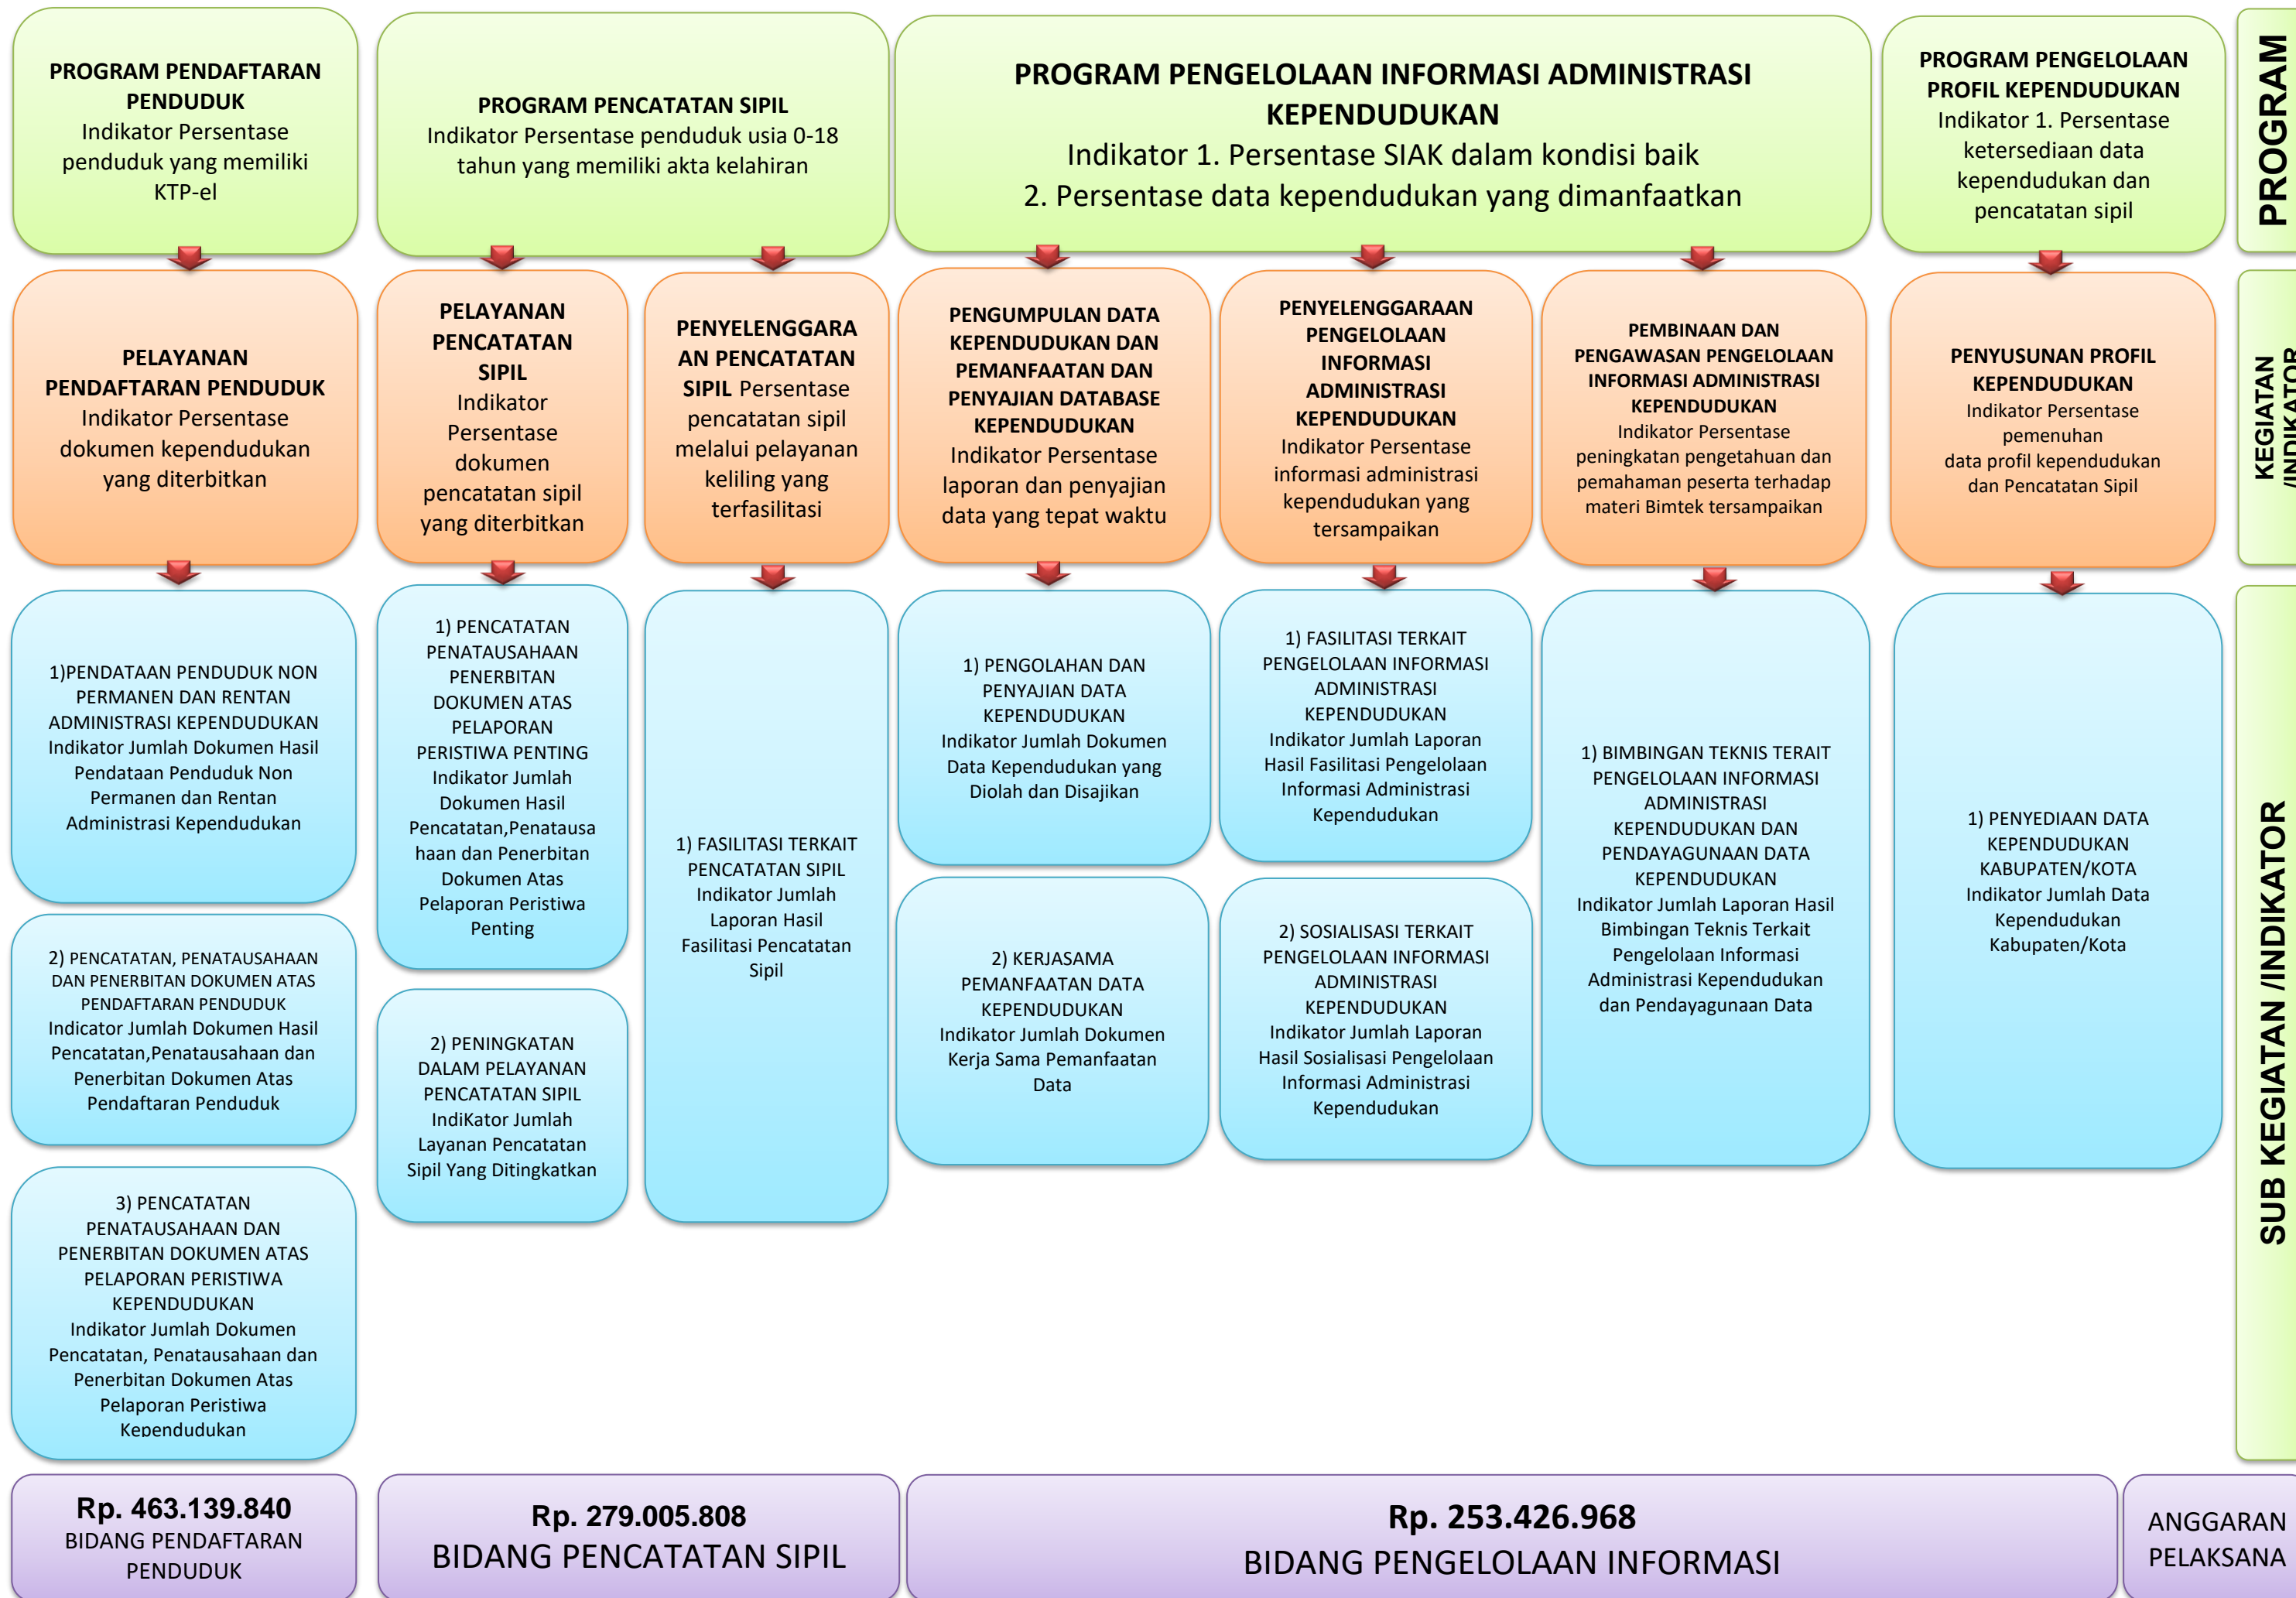 PROGRAM PENDAFTARAN
PENDUDUK
Indikator Persentase
penduduk yang memiliki
KTP-el
PROGRAM PENCATATAN SIPIL
Indikator Persentase penduduk usia 0-18
tahun yang memiliki akta kelahiran
PROGRAM PENGELOLAAN INFORMASI ADMINISTRASI
KEPENDUDUKAN
Indikator 1. Persentase SIAK dalam kondisi baik
2. Persentase data kependudukan yang dimanfaatkan
PROGRAM PENGELOLAAN
PROFIL KEPENDUDUKAN
Indikator 1. Persentase
ketersediaan data
kependudukan dan
pencatatan sipil
PROGRAM
PELAYANAN
PENDAFTARAN PENDUDUK
Indikator Persentase
dokumen kependudukan
yang diterbitkan
PELAYANAN
PENCATATAN
SIPIL
Indikator
Persentase
dokumen
pencatatan sipil
yang diterbitkan
PENYELENGGARA
AN PENCATATAN
SIPIL Persentase
pencatatan sipil
melalui pelayanan
keliling yang
terfasilitasi
PENGUMPULAN DATA
KEPENDUDUKAN DAN
PEMANFAATAN DAN
PENYAJIAN DATABASE
KEPENDUDUKAN
Indikator Persentase
laporan dan penyajian
data yang tepat waktu
PENYELENGGARAAN
PENGELOLAAN
INFORMASI
ADMINISTRASI
KEPENDUDUKAN
Indikator Persentase
informasi administrasi
kependudukan yang
tersampaikan
PEMBINAAN DAN
PENGAWASAN PENGELOLAAN
INFORMASI ADMINISTRASI
KEPENDUDUKAN
Indikator Persentase
peningkatan pengetahuan dan
pemahaman peserta terhadap
materi Bimtek tersampaikan
PENYUSUNAN PROFIL
KEPENDUDUKAN
Indikator Persentase
pemenuhan
data profil kependudukan
dan Pencatatan Sipil
KEGIATAN
/INDIKATOR
1)PENDATAAN PENDUDUK NON
PERMANEN DAN RENTAN
ADMINISTRASI KEPENDUDUKAN
Indikator Jumlah Dokumen Hasil
Pendataan Penduduk Non
Permanen dan Rentan
Administrasi Kependudukan
2) PENCATATAN, PENATAUSAHAAN
DAN PENERBITAN DOKUMEN ATAS
PENDAFTARAN PENDUDUK
Indicator Jumlah Dokumen Hasil
Pencatatan,Penatausahaan dan
Penerbitan Dokumen Atas
Pendaftaran Penduduk
3) PENCATATAN
PENATAUSAHAAN DAN
PENERBITAN DOKUMEN ATAS
PELAPORAN PERISTIWA
KEPENDUDUKAN
Indikator Jumlah Dokumen
Pencatatan, Penatausahaan dan
Penerbitan Dokumen Atas
Pelaporan Peristiwa
Kependudukan
1) PENCATATAN
PENATAUSAHAAN
PENERBITAN
DOKUMEN ATAS
PELAPORAN
PERISTIWA PENTING
Indikator Jumlah
Dokumen Hasil
Pencatatan,Penatausa
haan dan Penerbitan
Dokumen Atas
Pelaporan Peristiwa
Penting
2) PENINGKATAN
DALAM PELAYANAN
PENCATATAN SIPIL
IndiKator Jumlah
Layanan Pencatatan
Sipil Yang Ditingkatkan
1) FASILITASI TERKAIT
PENCATATAN SIPIL
Indikator Jumlah
Laporan Hasil
Fasilitasi Pencatatan
Sipil
1) PENGOLAHAN DAN
PENYAJIAN DATA
KEPENDUDUKAN
Indikator Jumlah Dokumen
Data Kependudukan yang
Diolah dan Disajikan
2) KERJASAMA
PEMANFAATAN DATA
KEPENDUDUKAN
Indikator Jumlah Dokumen
Kerja Sama Pemanfaatan
Data
1) FASILITASI TERKAIT
PENGELOLAAN INFORMASI
ADMINISTRASI
KEPENDUDUKAN
Indikator Jumlah Laporan
Hasil Fasilitasi Pengelolaan
Informasi Administrasi
Kependudukan
2) SOSIALISASI TERKAIT
PENGELOLAAN INFORMASI
ADMINISTRASI
KEPENDUDUKAN
Indikator Jumlah Laporan
Hasil Sosialisasi Pengelolaan
Informasi Administrasi
Kependudukan
1) BIMBINGAN TEKNIS TERAIT
PENGELOLAAN INFORMASI
ADMINISTRASI
KEPENDUDUKAN DAN
PENDAYAGUNAAN DATA
KEPENDUDUKAN
Indikator Jumlah Laporan Hasil
Bimbingan Teknis Terkait
Pengelolaan Informasi
Administrasi Kependudukan
dan Pendayagunaan Data
1) PENYEDIAAN DATA
KEPENDUDUKAN
KABUPATEN/KOTA
Indikator Jumlah Data
Kependudukan
Kabupaten/Kota
SUB KEGIATAN /INDIKATOR
Rp. 463.139.840
BIDANG PENDAFTARAN
PENDUDUK
Rp. 279.005.808
BIDANG PENCATATAN SIPIL
Rp. 253.426.968
BIDANG PENGELOLAAN INFORMASI
ANGGARAN
PELAKSANA